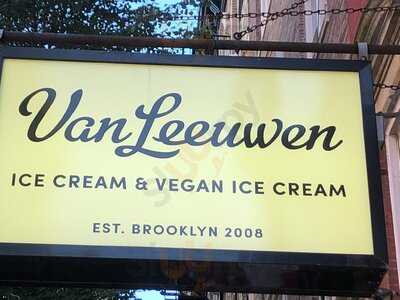 Van Leeuwen
ICE CREAM & VEGAN ICE CREAM
EST. BROOKLYN 2008